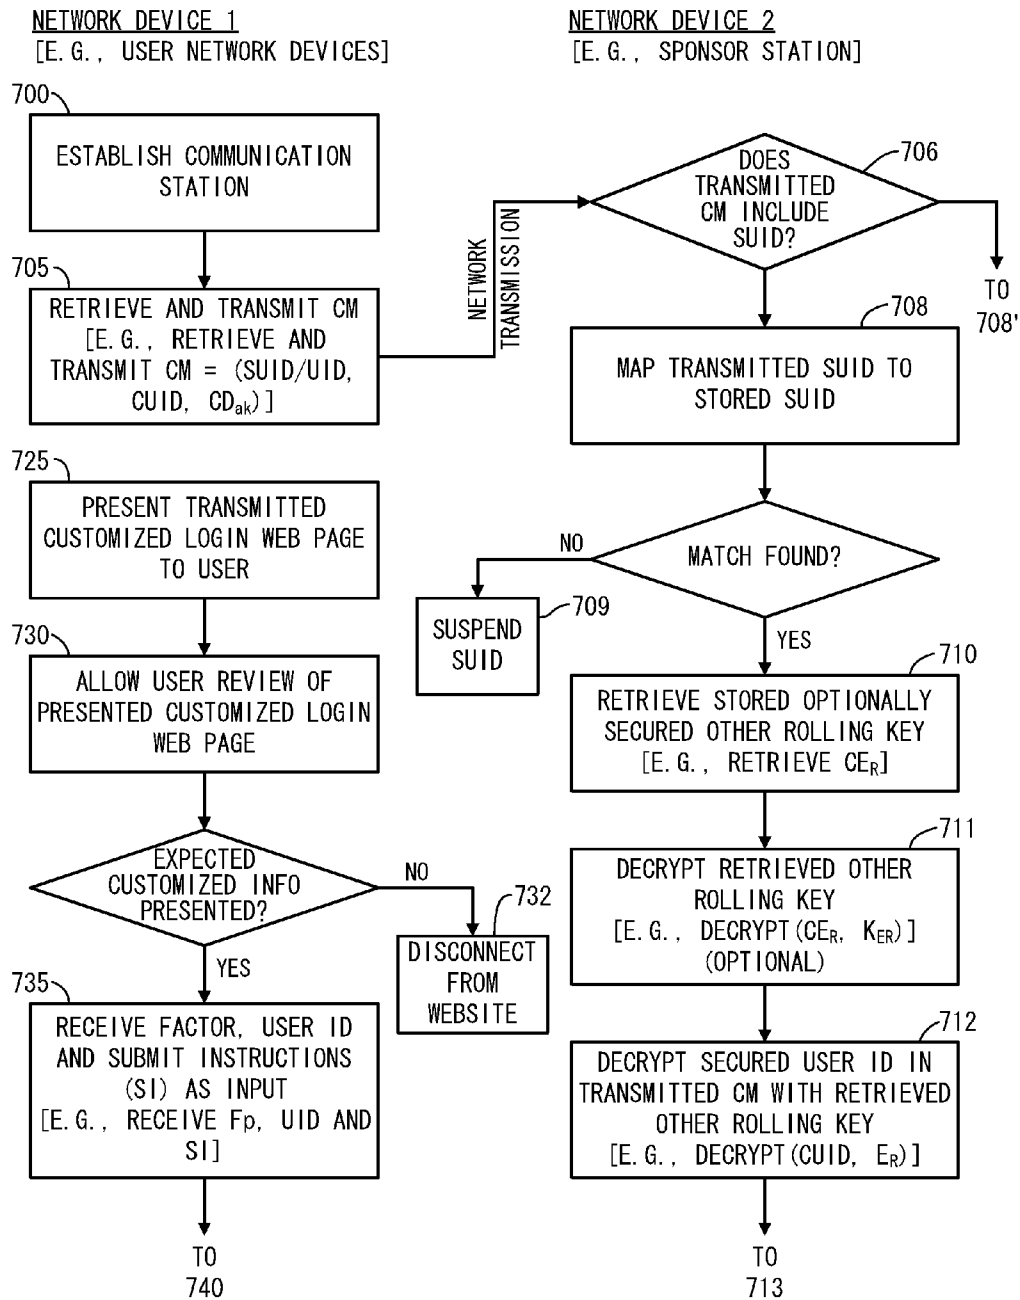 NETWORK DEVICE 1
[E.G., USER NETWORK DEVICES]
700
ESTABLISH COMMUNICATION
STATION
705
RETRIEVE AND TRANSMIT CM
[E.G., RETRIEVE AND
TRANSMIT CM = (SUID/UID,
CUID, CDak)]
NETWORK
TRANSMISSION
725
PRESENT TRANSMITTED
CUSTOMIZED LOGIN WEB PAGE
TO USER
730
ALLOW USER REVIEW OF
PRESENTED CUSTOMIZED LOGIN
WEB PAGE
EXPECTED
CUSTOMIZED INFO
PRESENTED?
NO
732
DISCONNECT
FROM
WEBSITE
YES
735
RECEIVE FACTOR, USER ID
AND SUBMIT INSTRUCTIONS
(SI) AS INPUT
[E.G., RECEIVE Fp, UID AND
SI]
TO
740
NETWORK DEVICE 2
[E.G., SPONSOR STATION]
706
DOES
TRANSMITTED
CM INCLUDE
SUID?
TO
708'
708
MAP TRANSMITTED SUID TO
STORED SUID
MATCH FOUND?
NO
709
SUSPEND
SUID
YES
710
RETRIEVE STORED OPTIONALLY
SECURED OTHER ROLLING KEY
[E.G., RETRIEVE CER]
711
DECRYPT RETRIEVED OTHER
ROLLING KEY
[E.G., DECRYPT(CER, KER)]
(OPTIONAL)
712
DECRYPT SECURED USER ID IN
TRANSMITTED CM WITH RETRIEVED
OTHER ROLLING KEY
[E.G., DECRYPT(CUID, ER)]
TO
713